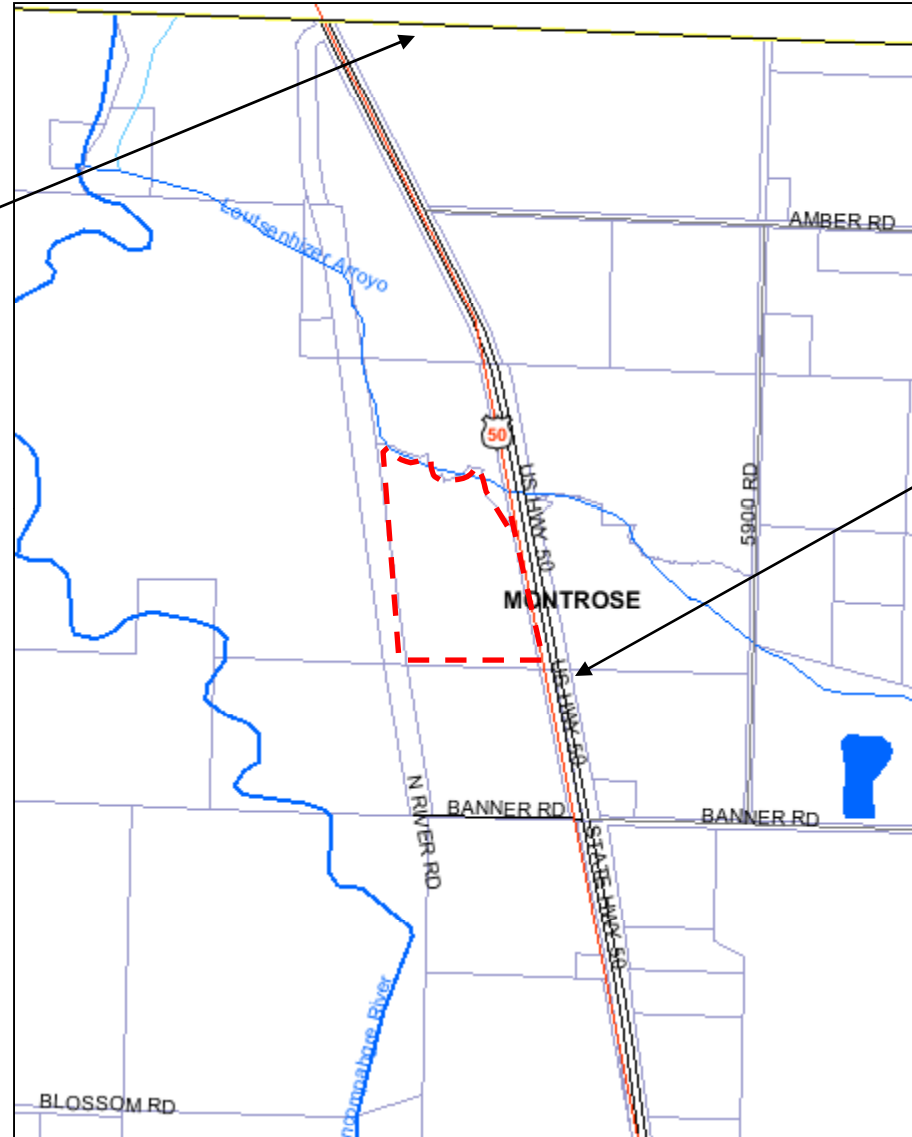 AMBER RD
Loutsenhizer Arroyo
50
US HWY 50
5900 RD
MONTROSE
US HWY 50
N RIVER RD
BANNER RD
BANNER RD
STATE HWY 50
River
BLOSSOM RD